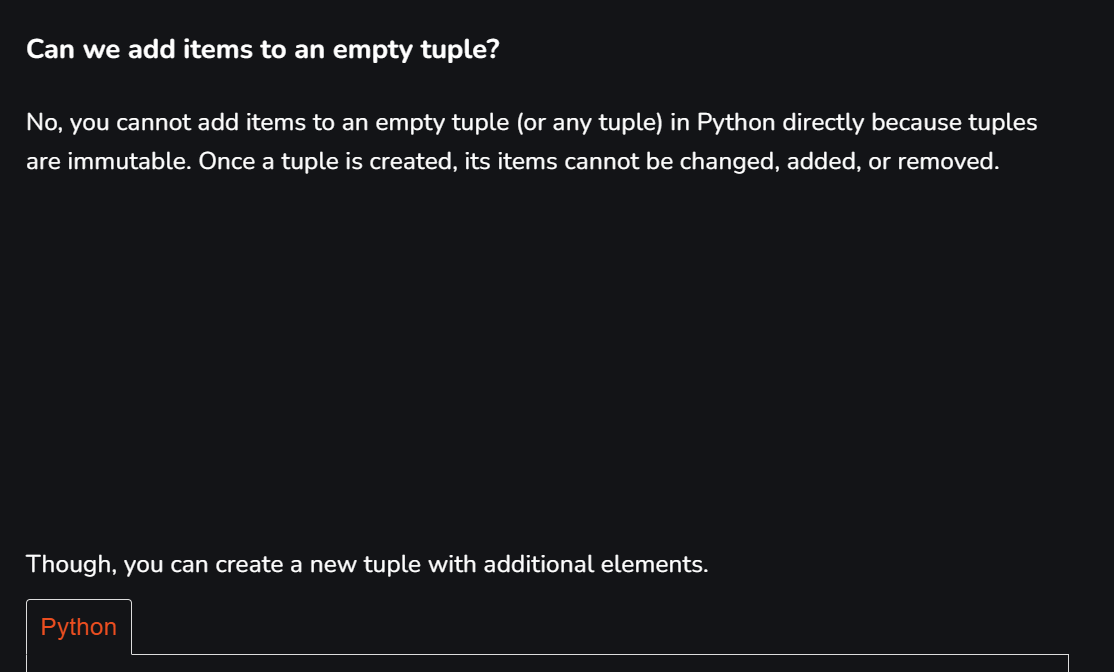 Can we add items to an empty tuple?
No, you cannot add items to an empty tuple (or any tuple) in Python directly because tuples
are immutable. Once a tuple is created, its items cannot be changed, added, or removed.
Though, you can create a new tuple with additional elements.
Python